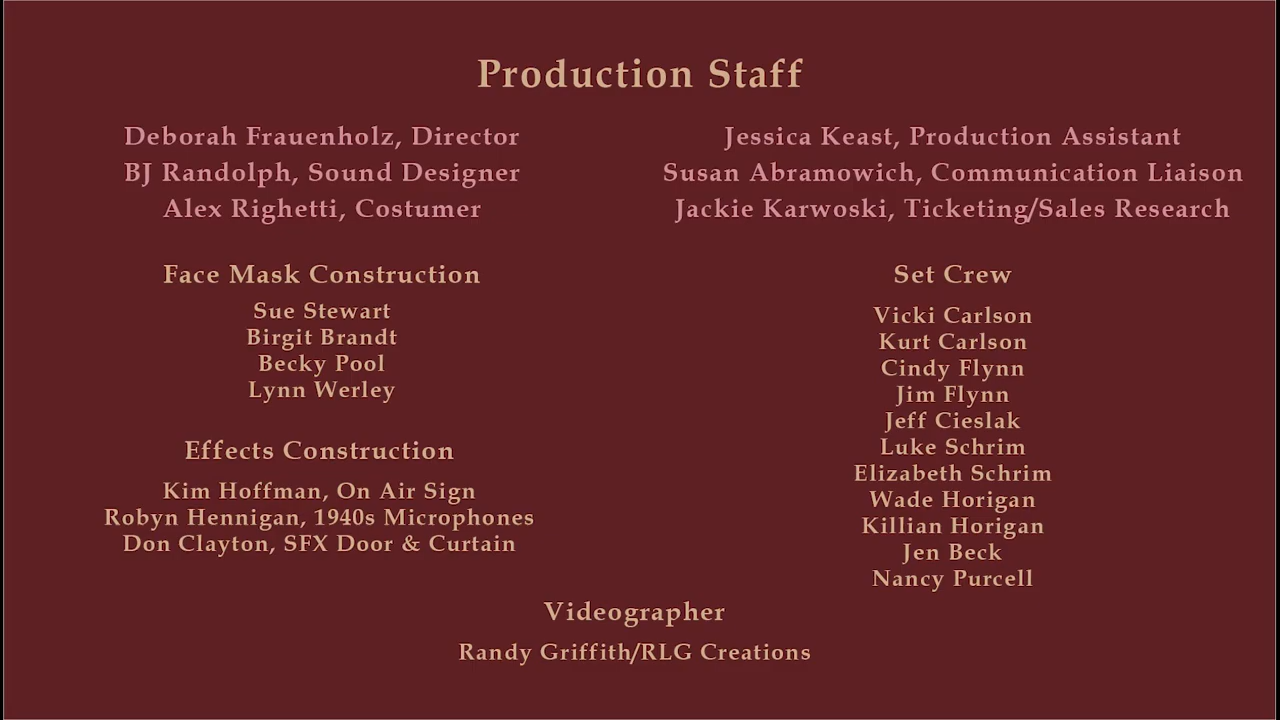 Production Staff
Deborah Frauenholz, Director
BJ Randolph, Sound Designer
Alex Righetti, Costumer
Jessica Keast, Production Assistant
Susan Abramowich, Communication Liaison
Jackie Karwoski, Ticketing/Sales Research
Face Mask Construction
Sue Stewart
Birgit Brandt
Becky Pool
Lynn Werley
Effects Construction
Kim Hoffman, On Air Sign
Robyn Hennigan, 1940s Microphones
Don Clayton, SFX Door & Curtain
Set Crew
Vicki Carlson
Kurt Carlson
Cindy Flynn
Jim Flynn
Jeff Cieslak
Luke Schrim
Elizabeth Schrim
Wade Horigan
Killian Horigan
Jen Beck
Nancy Purcell
Videographer
Randy Griffith/RLG Creations